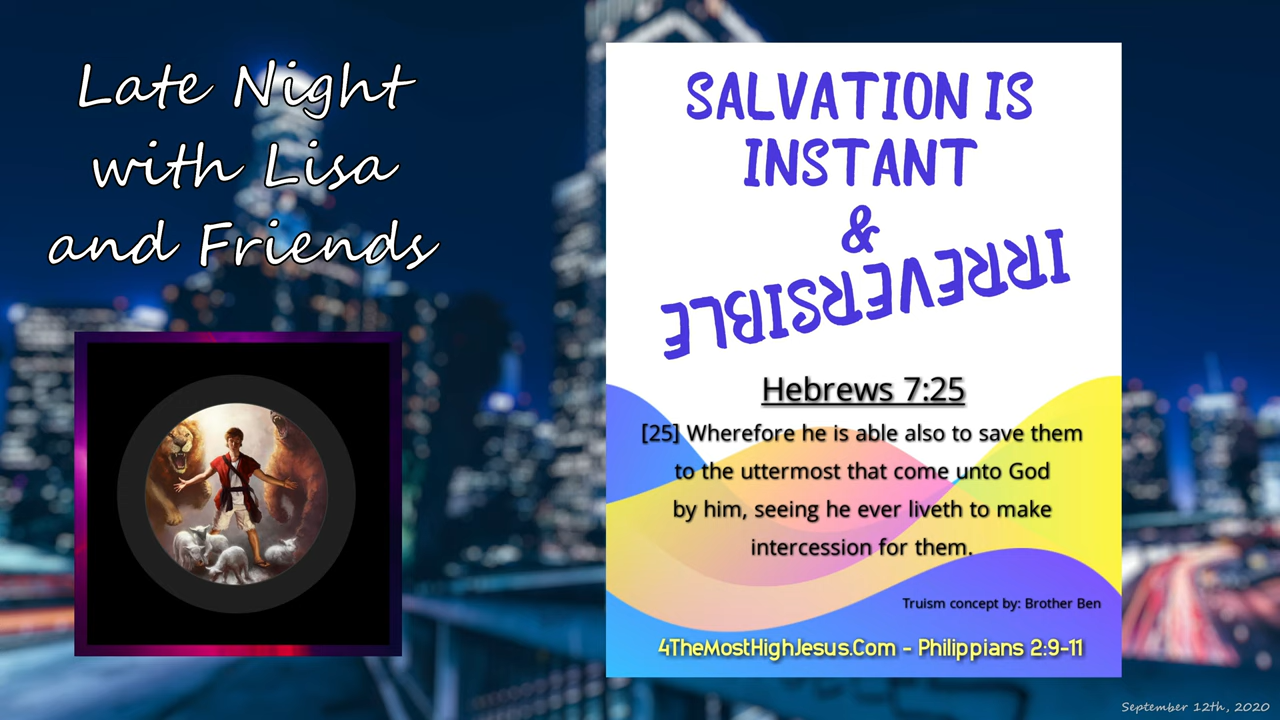 Late Night
with Lisa
and Friends
SALVATION IS
INSTANT
&
IRREVERSIBLE
Hebrews 7:25
[25] Wherefore he is able also to save them
to the uttermost that come unto God
by him, seeing he ever liveth to make
intercession for them.
Truism concept by: Brother Ben
4TheMostHighJesus.Com - Philippians 2:9-11
September 12th, 2020